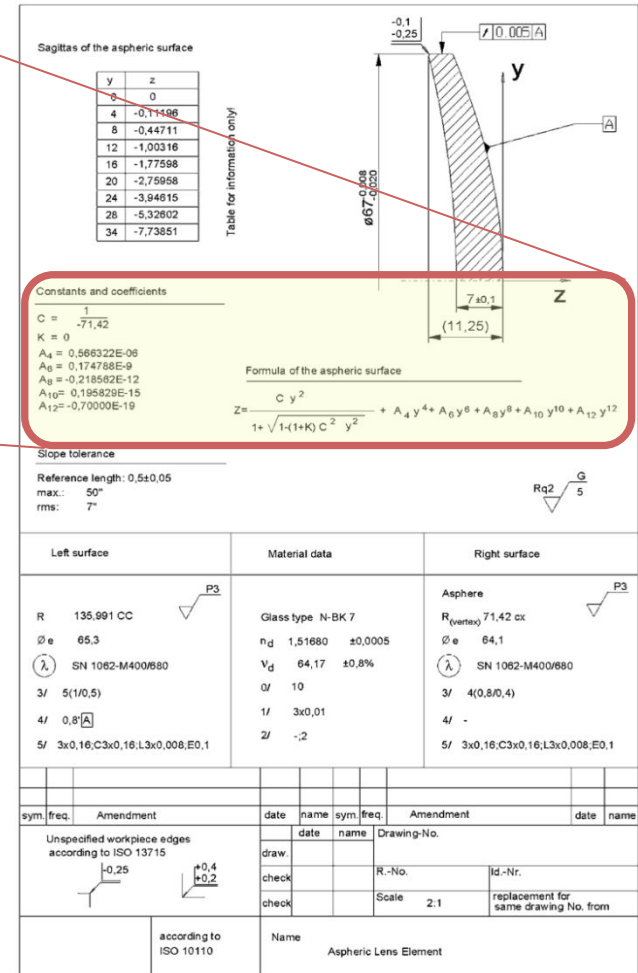 Sagittas of the aspheric surface
y z
0 0
4 -0,11196
8 -0,44711
12 -1,00316
16 -1,77598
20 -2,75958
24 -3,94615
28 -5,32602
34 -7,73851
Table for information only!
-0,1
-0,25
0.005 A
y
A
ø67 -0,008 -0,020
z
7±0,1
(11,25)
Constants and coefficients
C = 1 / -71,42
K = 0
A4 = 0,566322E-06
A6 = 0,174788E-9
A8 = -0,218562E-12
A10= 0,195829E-15
A12=-0,70000E-19
Formula of the aspheric surface
Z= C y² / 1+ √1-(1+K) C² y² + A4 y⁴+ A6 y⁶ + A8 y⁸ + A10 y¹⁰ + A12 y¹²
Slope tolerance
Reference length: 0,5±0,05
max.: 50"
rms: 7"
Rq2 G 5
Left surface
P3
R 135,991 CC
Ø e 65,3
λ SN 1062-M400/680
3/ 5(1/0,5)
4/ 0,8' A
5/ 3x0,16;C3x0,16;L3x0,008;E0,1
Material data
Glass type N-BK 7
nd 1,51680 ±0,0005
νd 64,17 ±0,8%
0/ 10
1/ 3x0,01
2/ -;2
Right surface
P3
Asphere
R(vertex) 71,42 cx
Ø e 64,1
λ SN 1062-M400/680
3/ 4(0,8/0,4)
4/ -
5/ 3x0,16;C3x0,16;L3x0,008;E0,1
sym. freq. Amendment date name sym. freq. Amendment date name
Unspecified workpiece edges
according to ISO 13715
-0,25
+0,4
+0,2
date name Drawing-No.
draw.
check R.-No. Id.-Nr.
check Scale 2:1 replacement for
same drawing No. from
according to
ISO 10110
Name
Aspheric Lens Element